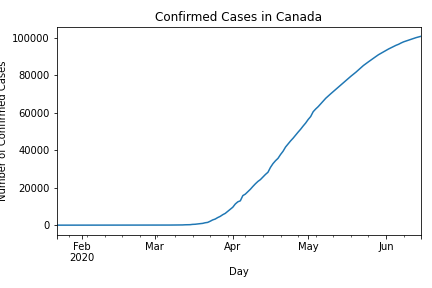 Confirmed Cases in Canada
Number of Confirmed Cases
100000
80000
60000
40000
20000
0
Feb
2020
Mar
Apr
May
Jun
Day